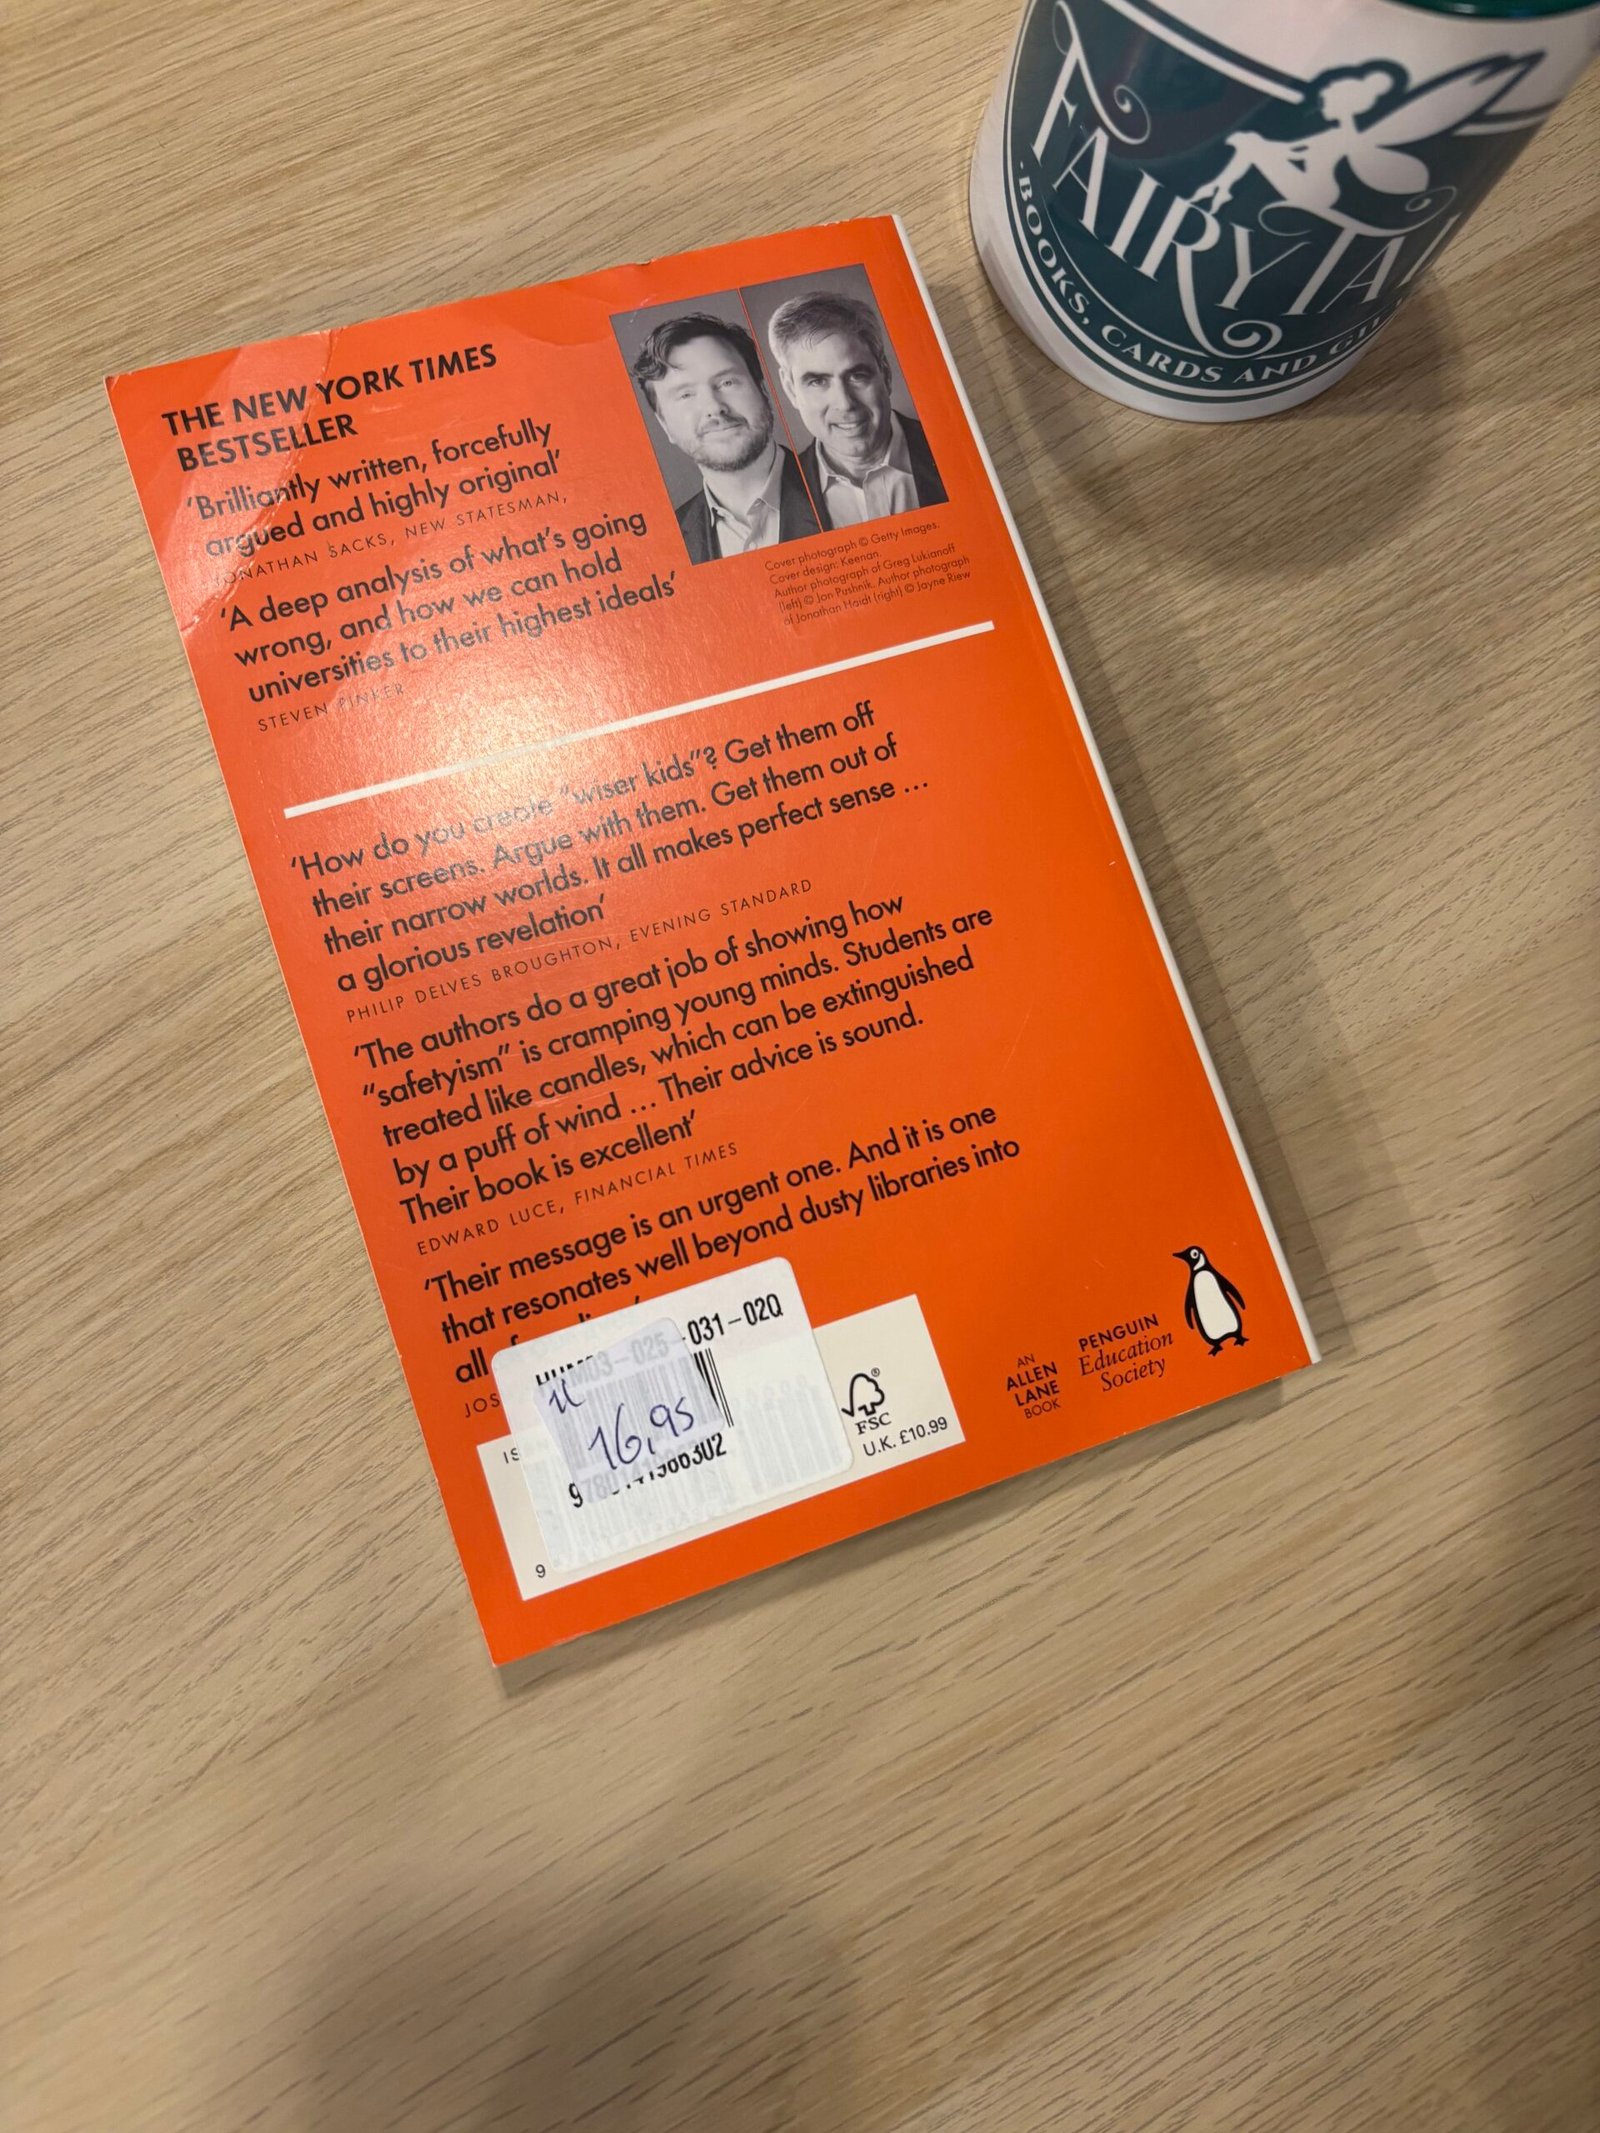 THE NEW YORK TIMES
BESTSELLER
‘Brilliantly written, forcefully
argued and highly original’
JONATHAN SACKS, NEW STATESMAN,
‘A deep analysis of what’s going
wrong, and how we can hold
universities to their highest ideals’
STEVEN PINKER
Cover photograph © Getty Images.
Cover design: Keenan.
Author photograph of Greg Lukianoff
(left) © Jon Pushnik. Author photograph
of Jonathan Haidt (right) © Jayne Riew
‘How do you create “wiser kids”? Get them off
their screens. Argue with them. Get them out of
their narrow worlds. It all makes perfect sense …
a glorious revelation’
PHILIP DELVES BROUGHTON, EVENING STANDARD
‘The authors do a great job of showing how
“safetyism” is cramping young minds. Students are
treated like candles, which can be extinguished
by a puff of wind … Their advice is sound.
Their book is excellent’
EDWARD LUCE, FINANCIAL TIMES
‘Their message is an urgent one. And it is one
that resonates well beyond dusty libraries into
all
JOS
-025-031-02Q
16,95
IS
9
FSC
U.K. £10.99
AN
ALLEN
LANE
BOOK
PENGUIN
Education
Society
FAIRYTA
BOOKS, CARDS AND